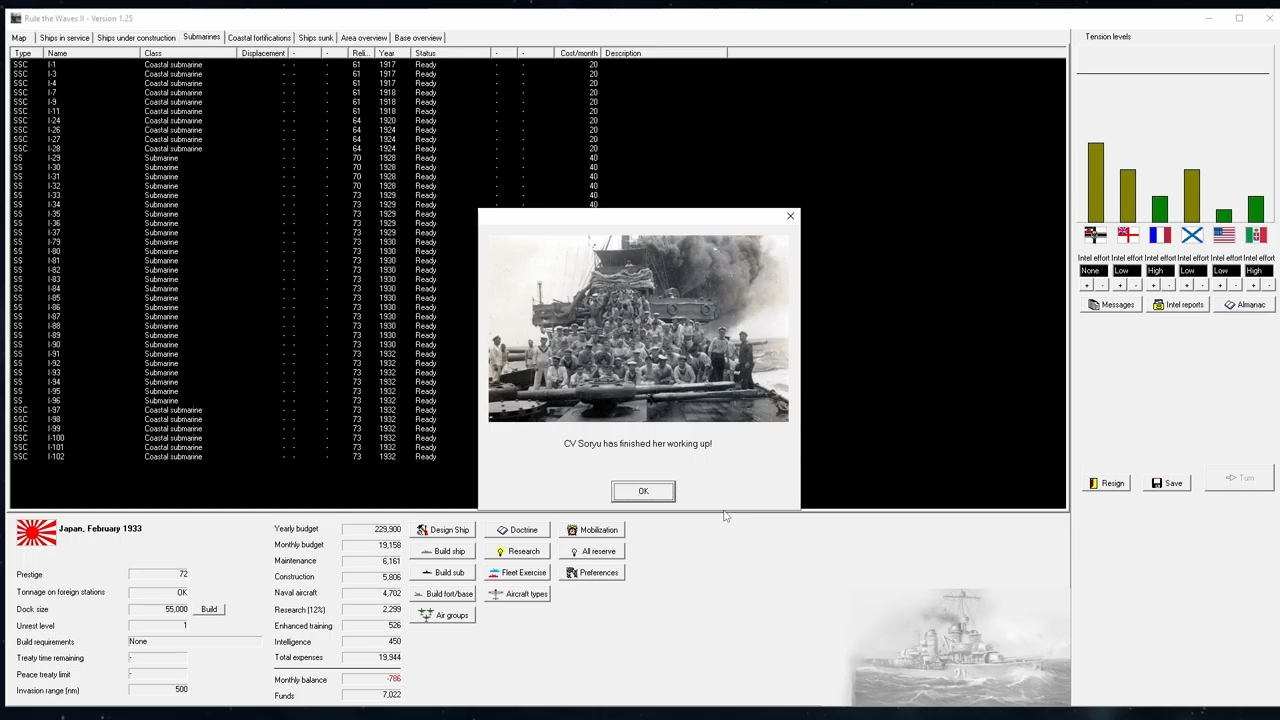 Rule the Waves II - Version 1.25
Map Ships in service Ships under construction Submarines Coastal fortifications Ships sunk Area overview Base overview
Type Name Class Displacement - - Reli... Year Status - - Cost/month Description
SSC I-1 Coastal submarine - - - 61 1917 Ready - - 20
SSC I-3 Coastal submarine - - - 61 1917 Ready - - 20
SSC I-4 Coastal submarine - - - 61 1917 Ready - - 20
SSC I-7 Coastal submarine - - - 61 1918 Ready - - 20
SSC I-9 Coastal submarine - - - 61 1918 Ready - - 20
SSC I-11 Coastal submarine - - - 61 1918 Ready - - 20
SSC I-24 Coastal submarine - - - 64 1920 Ready - - 20
SSC I-26 Coastal submarine - - - 64 1924 Ready - - 20
SSC I-27 Coastal submarine - - - 64 1924 Ready - - 20
SSC I-28 Coastal submarine - - - 64 1924 Ready - - 20
SS I-29 Submarine - - - 70 1928 Ready - - 40
SS I-30 Submarine - - - 70 1928 Ready - - 40
SS I-31 Submarine - - - 70 1928 Ready - - 40
SS I-32 Submarine - - - 70 1928 Ready - - 40
SS I-33 Submarine - - - 73 1929 Ready - - 40
SS I-34 Submarine - - - 73 1929 Ready - - 40
SS I-35 Submarine - - - 73 1929 Ready
SS I-36 Submarine - - - 73 1929 Ready
SS I-37 Submarine - - - 73 1929 Ready
SS I-79 Submarine - - - 73 1930 Ready
SS I-80 Submarine - - - 73 1930 Ready
SS I-81 Submarine - - - 73 1930 Ready
SS I-82 Submarine - - - 73 1930 Ready
SS I-83 Submarine - - - 73 1930 Ready
SS I-84 Submarine - - - 73 1930 Ready
SS I-85 Submarine - - - 73 1930 Ready
SS I-86 Submarine - - - 73 1930 Ready
SS I-87 Submarine - - - 73 1930 Ready
SS I-88 Submarine - - - 73 1930 Ready
SS I-89 Submarine - - - 73 1930 Ready
SS I-90 Submarine - - - 73 1930 Ready
SS I-91 Submarine - - - 73 1932 Ready
SS I-92 Submarine - - - 73 1932 Ready
SS I-93 Submarine - - - 73 1932 Ready
SS I-94 Submarine - - - 73 1932 Ready
SS I-95 Submarine - - - 73 1932 Ready
SS I-96 Submarine - - - 73 1932 Ready
SSC I-97 Coastal submarine - - - 73 1932 Ready
SSC I-98 Coastal submarine - - - 73 1932 Ready
SSC I-99 Coastal submarine - - - 73 1932 Ready
SSC I-100 Coastal submarine - - - 73 1932 Ready
SSC I-101 Coastal submarine - - - 73 1932 Ready
SSC I-102 Coastal submarine - - - 73 1932 Ready
CV Soryu has finished her working up!
OK
Tension levels
Intel effort Intel effort Intel effort Intel effort Intel effort Intel effort
None Low High Low Low High
+ - + - + - + - + - + -
Messages Intel reports Almanac
Resign Save Turn
Japan, February 1933
Prestige 72
Tonnage on foreign stations OK
Dock size 55,000 Build
Unrest level 1
Build requirements None
Treaty time remaining -
Peace treaty limit -
Invasion range [nm] 500
Yearly budget 229,900
Monthly budget 19,158
Maintenance 6,161
Construction 5,806
Naval aircraft 4,702
Research (12%) 2,299
Enhanced training 526
Intelligence 450
Total expenses 19,944
Monthly balance -786
Funds 7,022
Design Ship Doctrine Mobilization
Build ship Research All reserve
Build sub Fleet Exercise Preferences
Build fort/base Aircraft types
Air groups